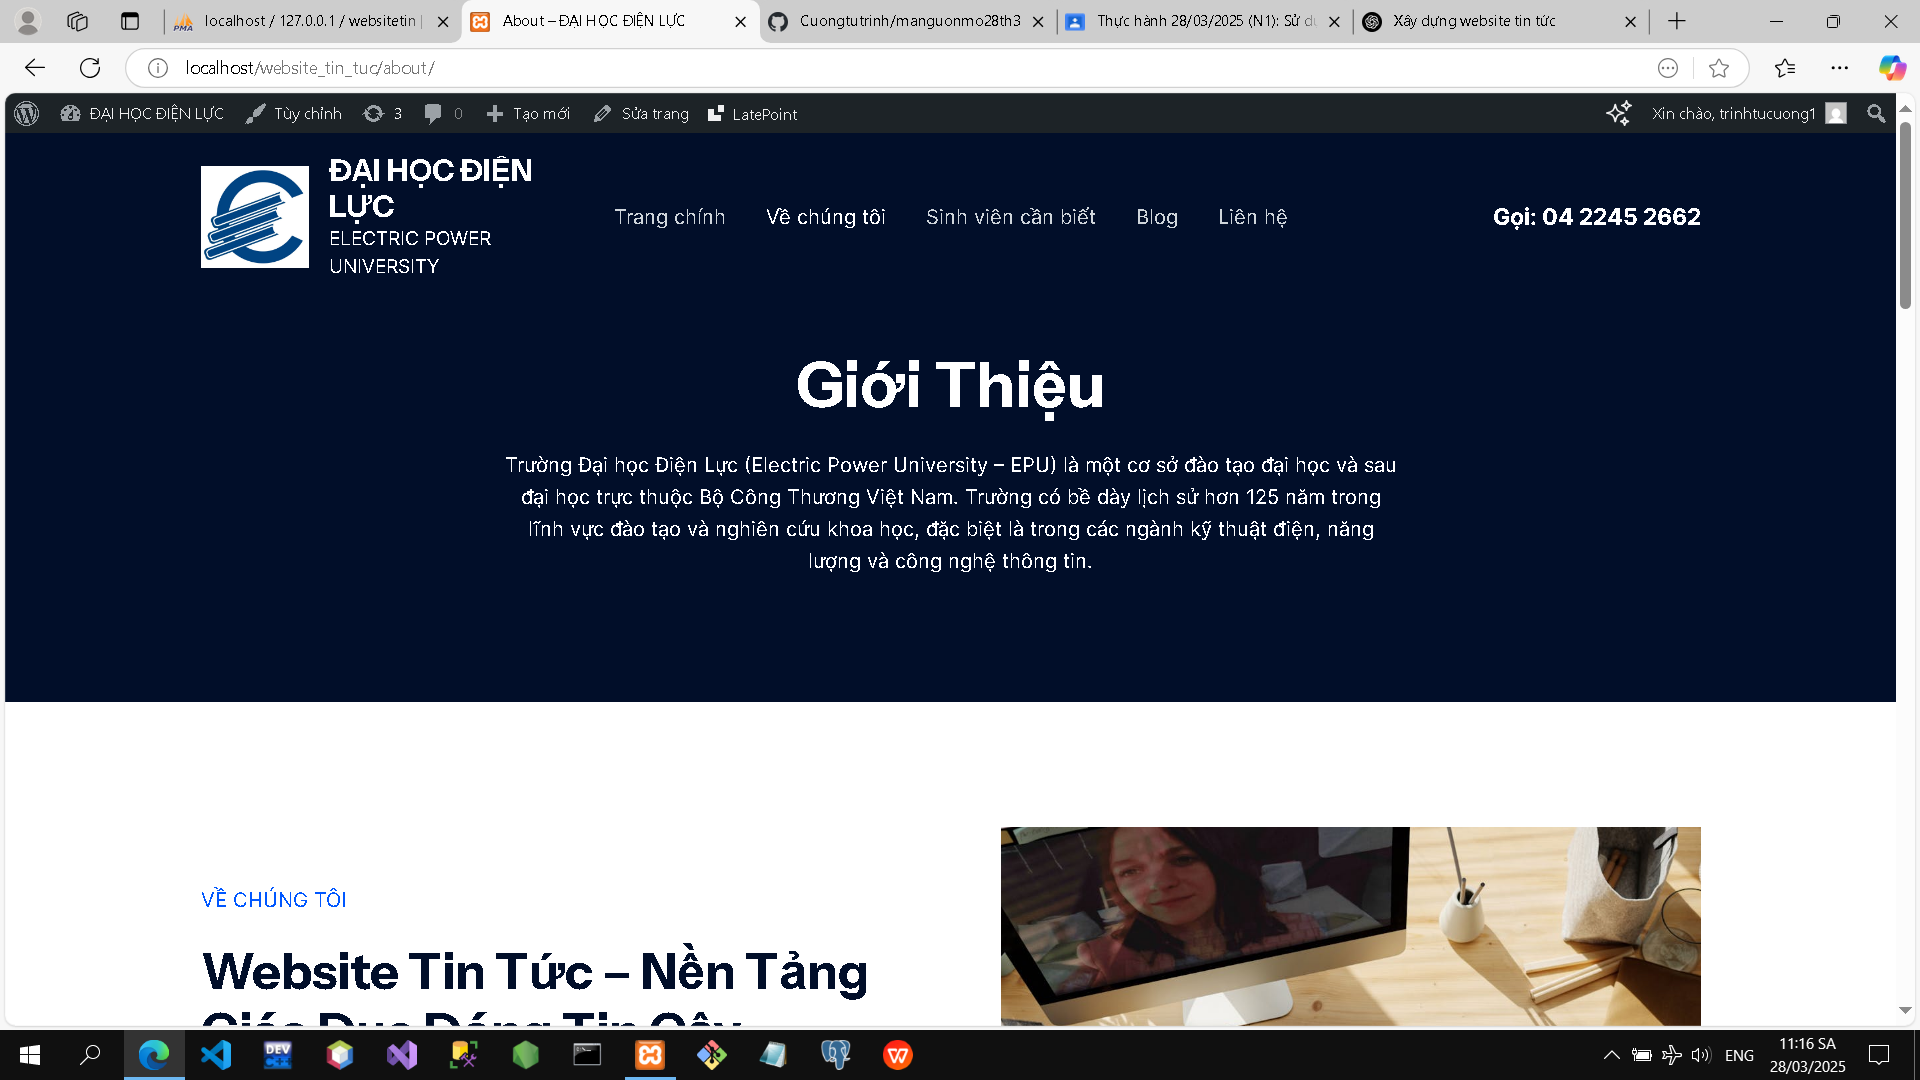 localhost / 127.0.0.1 / websitetin |
About – ĐẠI HỌC ĐIỆN LỰC
Cuongtutrinh/manguonmo28th3
Thực hành 28/03/2025 (N1): Sử dụ
Xây dựng website tin tức
localhost/website_tin_tuc/about/
ĐẠI HỌC ĐIỆN LỰC
Tùy chỉnh
3
0
Tạo mới
Sửa trang
LatePoint
Xin chào, trinhtucuong1
ĐẠI HỌC ĐIỆN
LỰC
ELECTRIC POWER
UNIVERSITY
Trang chính
Về chúng tôi
Sinh viên cần biết
Blog
Liên hệ
Gọi: 04 2245 2662
Giới Thiệu
Trường Đại học Điện Lực (Electric Power University – EPU) là một cơ sở đào tạo đại học và sau
đại học trực thuộc Bộ Công Thương Việt Nam. Trường có bề dày lịch sử hơn 125 năm trong
lĩnh vực đào tạo và nghiên cứu khoa học, đặc biệt là trong các ngành kỹ thuật điện, năng
lượng và công nghệ thông tin.
VỀ CHÚNG TÔI
Website Tin Tức – Nền Tảng
Giáo Dục Đáng Tin Cậy
ENG
11:16 SA
28/03/2025